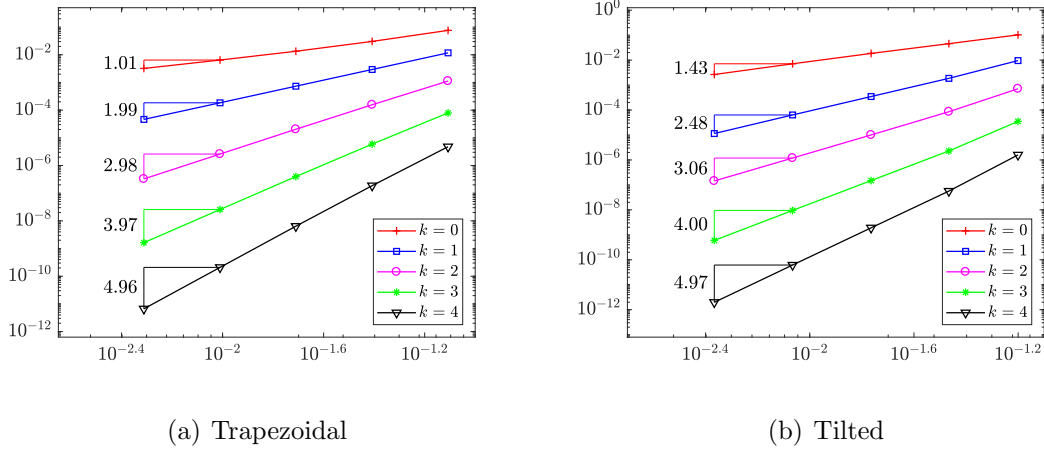 10^{-2}
10^{-4}
10^{-6}
10^{-8}
10^{-10}
10^{-12}
1.01
1.99
2.98
3.97
4.96
k = 0
k = 1
k = 2
k = 3
k = 4
10^{-2.4}
10^{-2}
10^{-1.6}
10^{-1.2}
(a) Trapezoidal
10^{0}
10^{-2}
10^{-4}
10^{-6}
10^{-8}
10^{-10}
10^{-12}
1.43
2.48
3.06
4.00
4.97
k = 0
k = 1
k = 2
k = 3
k = 4
10^{-2.4}
10^{-2}
10^{-1.6}
10^{-1.2}
(b) Tilted